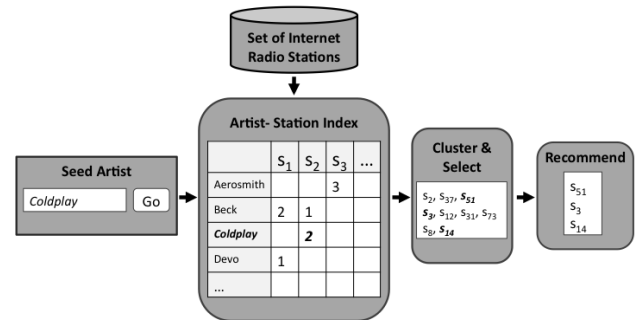 Set of Internet
Radio Stations
Artist- Station Index
S1 S2 S3 ...
Aerosmith 3
Beck 2 1
Coldplay 2
Devo 1
...
Seed Artist
Coldplay Go
Cluster &
Select
s2, s37, s51
s3, s12, s31, s73
s8, s14
Recommend
s51
s3
s14